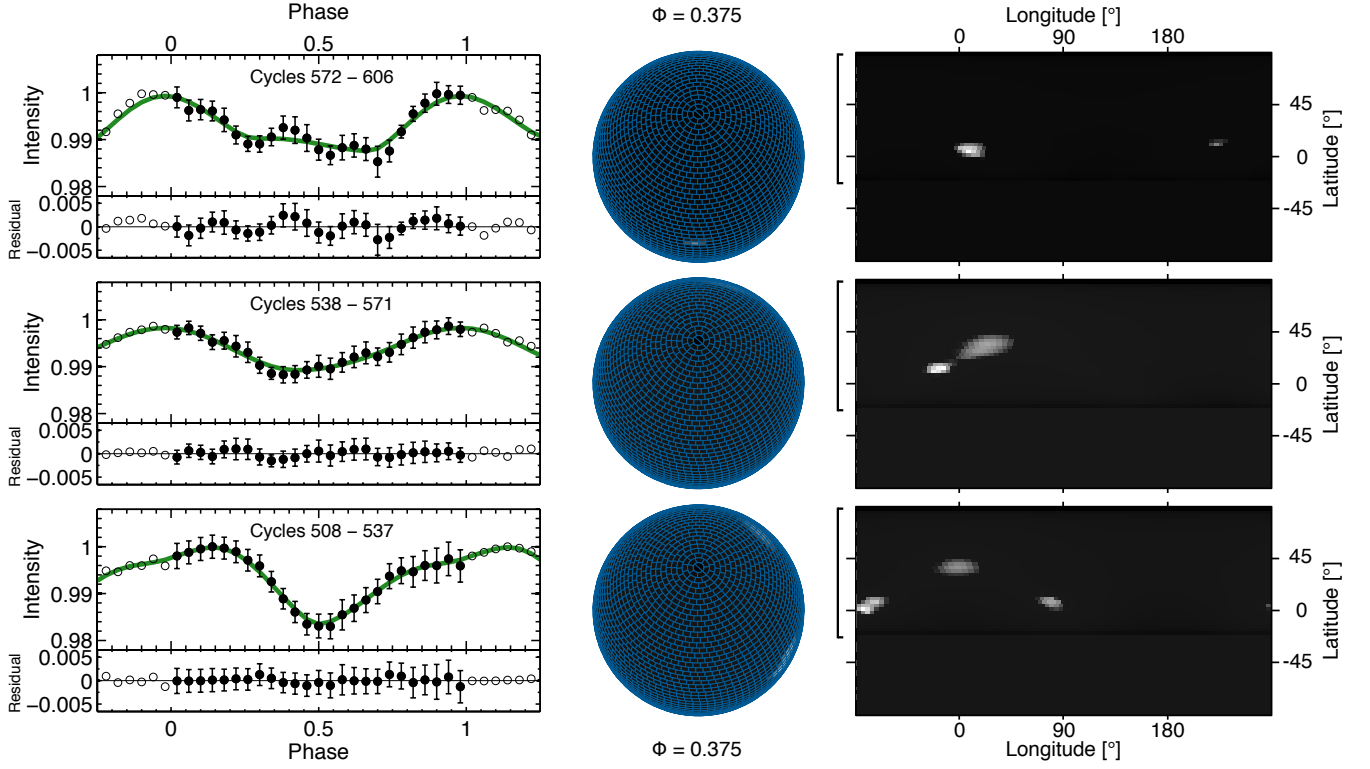 Phase
Φ = 0.375
Longitude [°]
0 0.5 1
0 90 180
Cycles 572 – 606
1
0.99
0.98
Intensity
0.005
0
−0.005
Residual
45
0
-45
Latitude [°]
Cycles 538 – 571
1
0.99
0.98
Intensity
0.005
0
−0.005
Residual
45
0
-45
Latitude [°]
Cycles 508 – 537
1
0.99
0.98
Intensity
0.005
0
−0.005
Residual
45
0
-45
Latitude [°]
0 0.5 1
0 90 180
Phase
Φ = 0.375
Longitude [°]